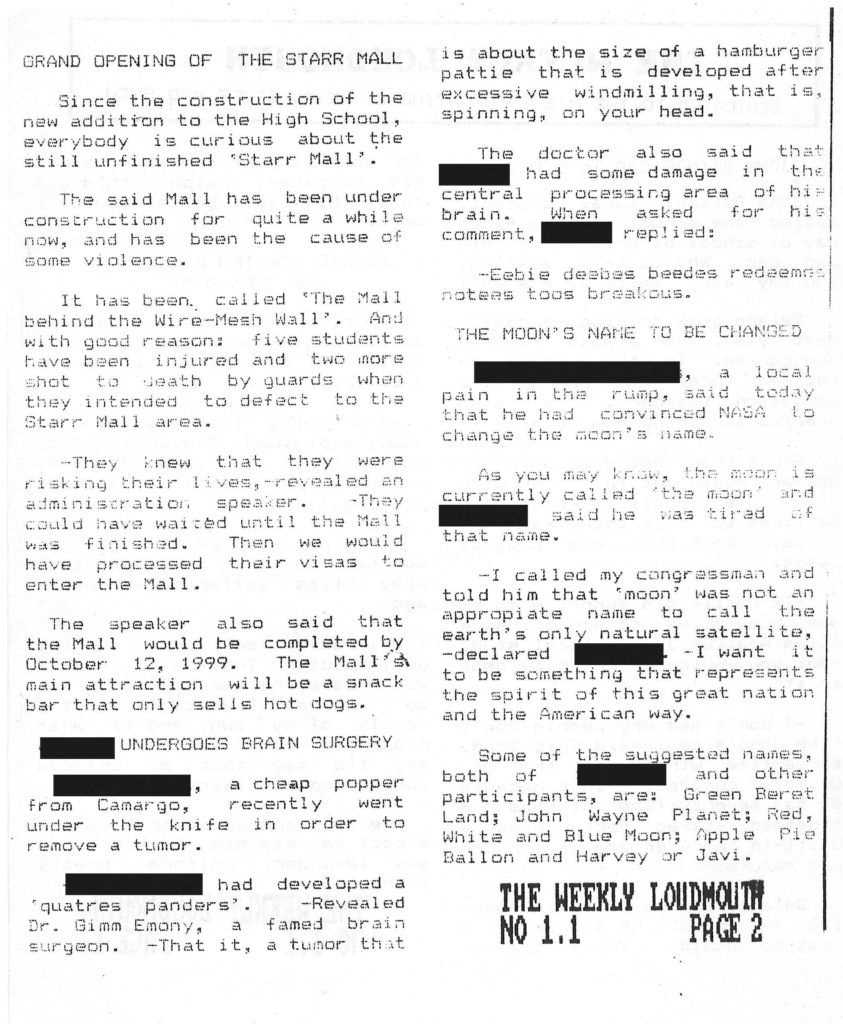 GRAND OPENING OF THE STARR MALL
Since the construction of the
new addition to the High School,
everybody is curious about the
still unfinished 'Starr Mall'.
The said Mall has been under
construction for quite a while
now, and has been the cause of
some violence.
It has been called 'The Mall
behind the Wire-Mesh Wall'. And
with good reason: five students
have been injured and two more
shot to death by guards when
they intended to defect to the
Starr Mall area.
-They knew that they were
risking their lives,-revealed an
administration speaker. -They
could have waited until the Mall
was finished. Then we would
have processed their visas to
enter the Mall.
The speaker also said that
the Mall would be completed by
October 12, 1999. The Mall's
main attraction will be a snack
bar that only sells hot dogs.
UNDERGOES BRAIN SURGERY
, a cheap popper
from Camargo, recently went
under the knife in order to
remove a tumor.
- had developed a
'quatres panders'. -Revealed
Dr. Gimm Emony, a famed brain
surgeon. -That it, a tumor that
is about the size of a hamburger
pattie that is developed after
excessive windmilling, that is,
spinning, on your head.
The doctor also said that
had some damage in the
central processing area of his
brain. When asked for his
comment, replied:
-Eebie deebes beedes redeemes
notees toos breakous.
THE MOON'S NAME TO BE CHANGED
s, a local
pain in the rump, said today
that he had convinced NASA to
change the moon's name.
As you may know, the moon is
currently called 'the moon' and
said he was tired of
that name.
-I called my congressman and
told him that 'moon' was not an
appropiate name to call the
earth's only natural satellite,
-declared . -I want it
to be something that represents
the spirit of this great nation
and the American way.
Some of the suggested names,
both of and other
participants, are: Green Beret
Land; John Wayne Planet; Red,
White and Blue Moon; Apple Pie
Ballon and Harvey or Javi.
THE WEEKLY LOUDMOUTH
NO 1.1 PAGE 2